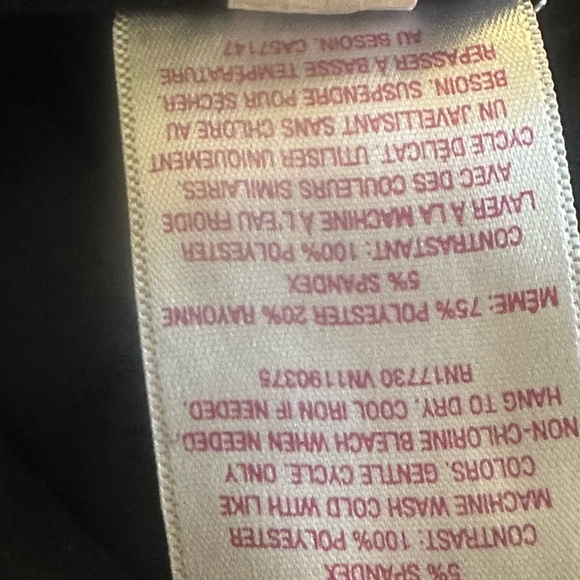 5% SPANDEX
CONTRAST: 100% POLYESTER
MACHINE WASH COLD WITH LIKE
COLORS. GENTLE CYCLE. ONLY
NON-CHLORINE BLEACH WHEN NEEDED.
HANG TO DRY. COOL IRON IF NEEDED.
RN17730 VN1190375
MÊME: 75% POLYESTER 20% RAYONNE
5% SPANDEX
CONTRASTANT: 100% POLYESTER
LAVER À LA MACHINE À L'EAU FROIDE
AVEC DES COULEURS SIMILAIRES.
CYCLE DÉLICAT. UTILISER UNIQUEMENT
UN JAVELLISANT SANS CHLORE AU
BESOIN. SUSPENDRE POUR SÉCHER
REPASSER À BASSE TEMPÉRATURE
AU BESOIN. CA57147